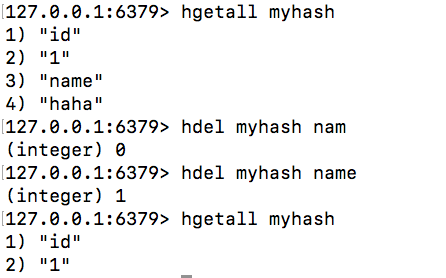 [127.0.0.1:6379> hgetall myhash
1) "id"
2) "1"
3) "name"
4) "haha"
[127.0.0.1:6379> hdel myhash nam
(integer) 0
[127.0.0.1:6379> hdel myhash name
(integer) 1
[127.0.0.1:6379> hgetall myhash
1) "id"
2) "1"